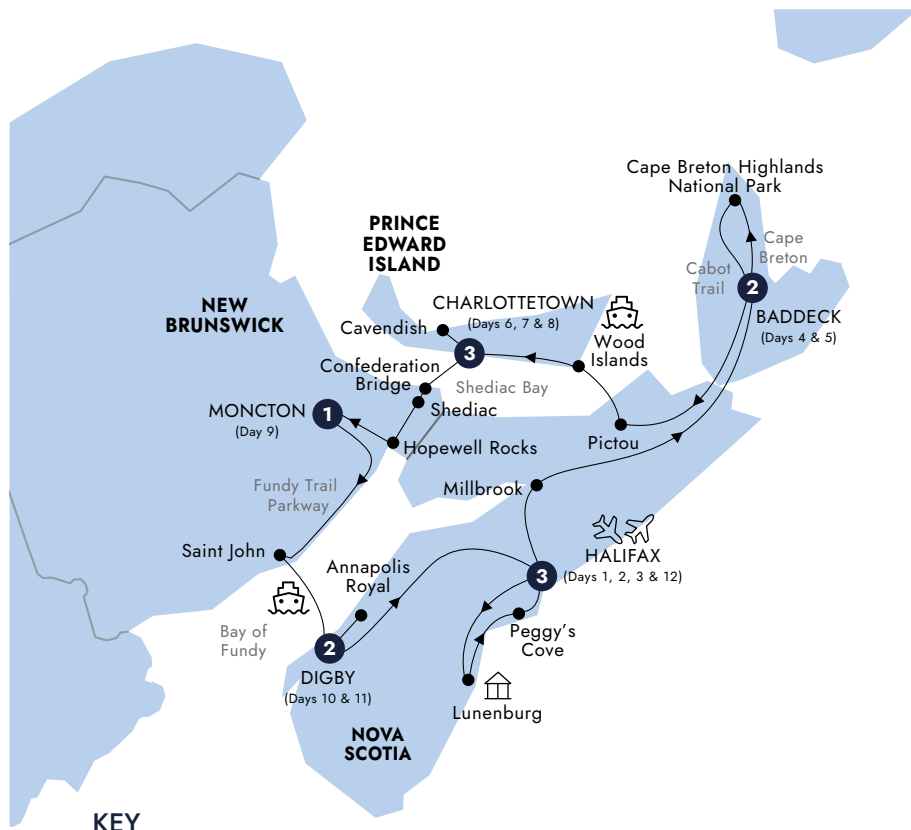 Cape Breton Highlands
National Park
PRINCE
EDWARD
ISLAND
Cape
Breton
Cabot
Trail
2
BADDECK
(Days 4 & 5)
NEW
BRUNSWICK
CHARLOTTETOWN
(Days 6, 7 & 8)
Cavendish
3
Wood
Islands
Confederation
Bridge
Shediac Bay
Shediac
MONCTON
(Day 9)
1
Hopewell Rocks
Pictou
Fundy Trail
Parkway
Millbrook
Saint John
Annapolis
Royal
HALIFAX
(Days 1, 2, 3 & 12)
3
Bay of
Fundy
2
DIGBY
(Days 10 & 11)
Peggy's
Cove
Lunenburg
NOVA
SCOTIA
KEY